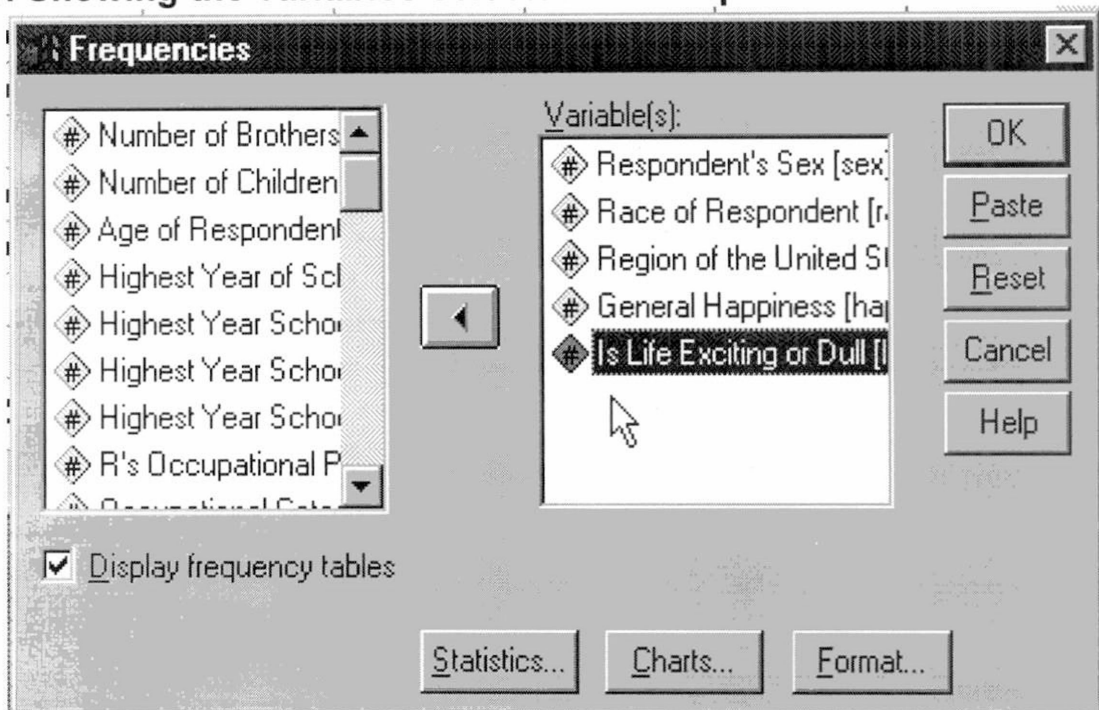 Frequencies
Number of Brothers
Number of Children
Age of Respondent
Highest Year of Scl
Highest Year Schoo
Highest Year Schoo
Highest Year Schoo
R's Occupational P
Variable(s):
Respondent's Sex [sex]
Race of Respondent [r
Region of the United St
General Happiness [hap
Is Life Exciting or Dull [l
OK
Paste
Reset
Cancel
Help
Display frequency tables
Statistics...
Charts...
Format...